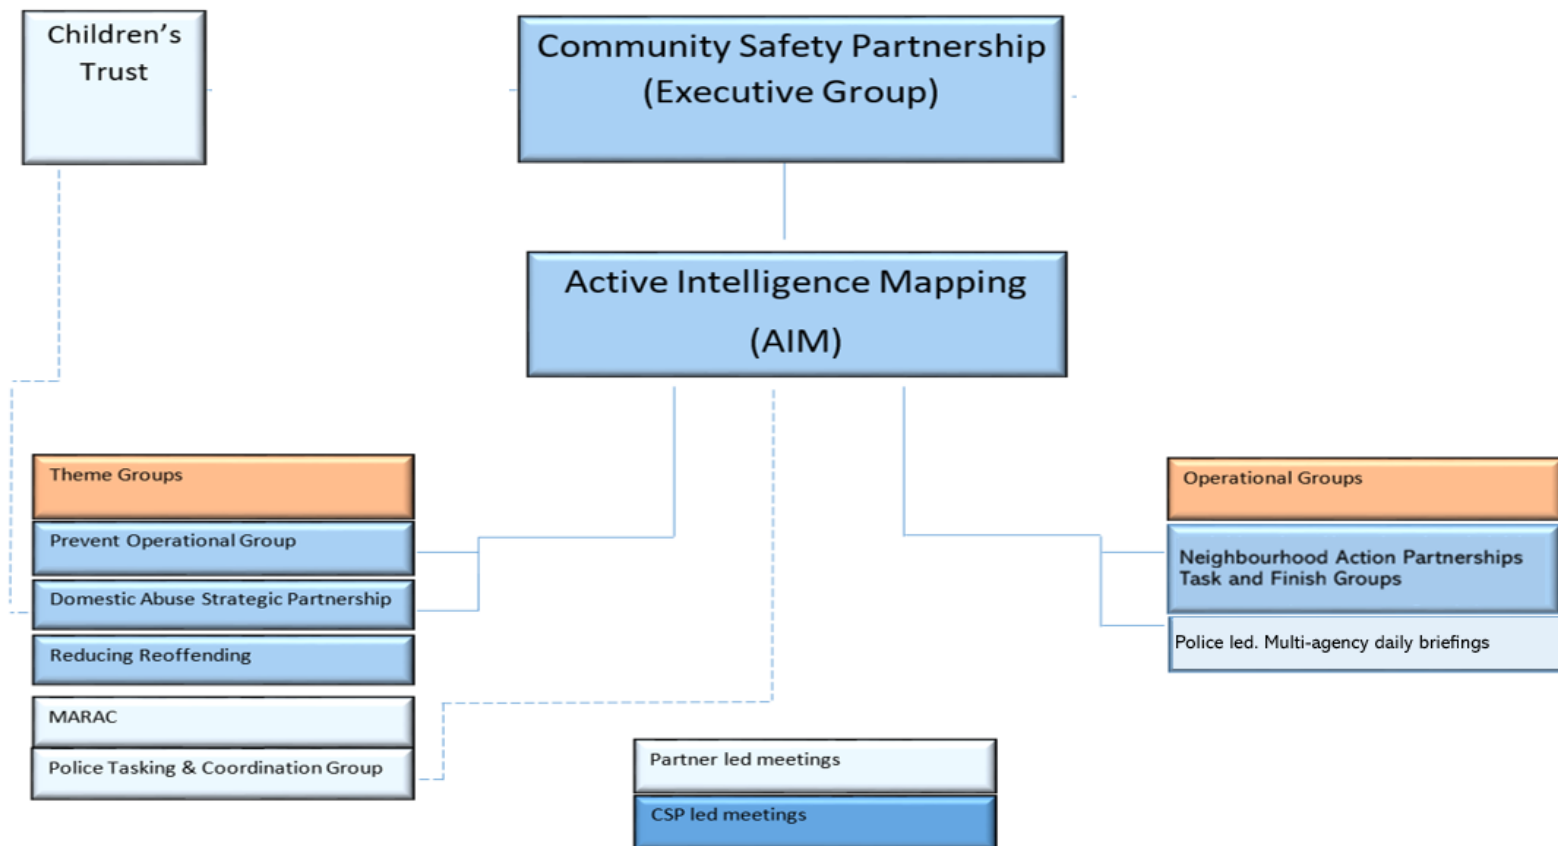 Children's
Trust
Community Safety Partnership
(Executive Group)
Active Intelligence Mapping
(AIM)
Theme Groups
Prevent Operational Group
Domestic Abuse Strategic Partnership
Reducing Reoffending
MARAC
Police Tasking & Coordination Group
Operational Groups
Neighbourhood Action Partnerships
Task and Finish Groups
Police led. Multi-agency daily briefings
Partner led meetings
CSP led meetings